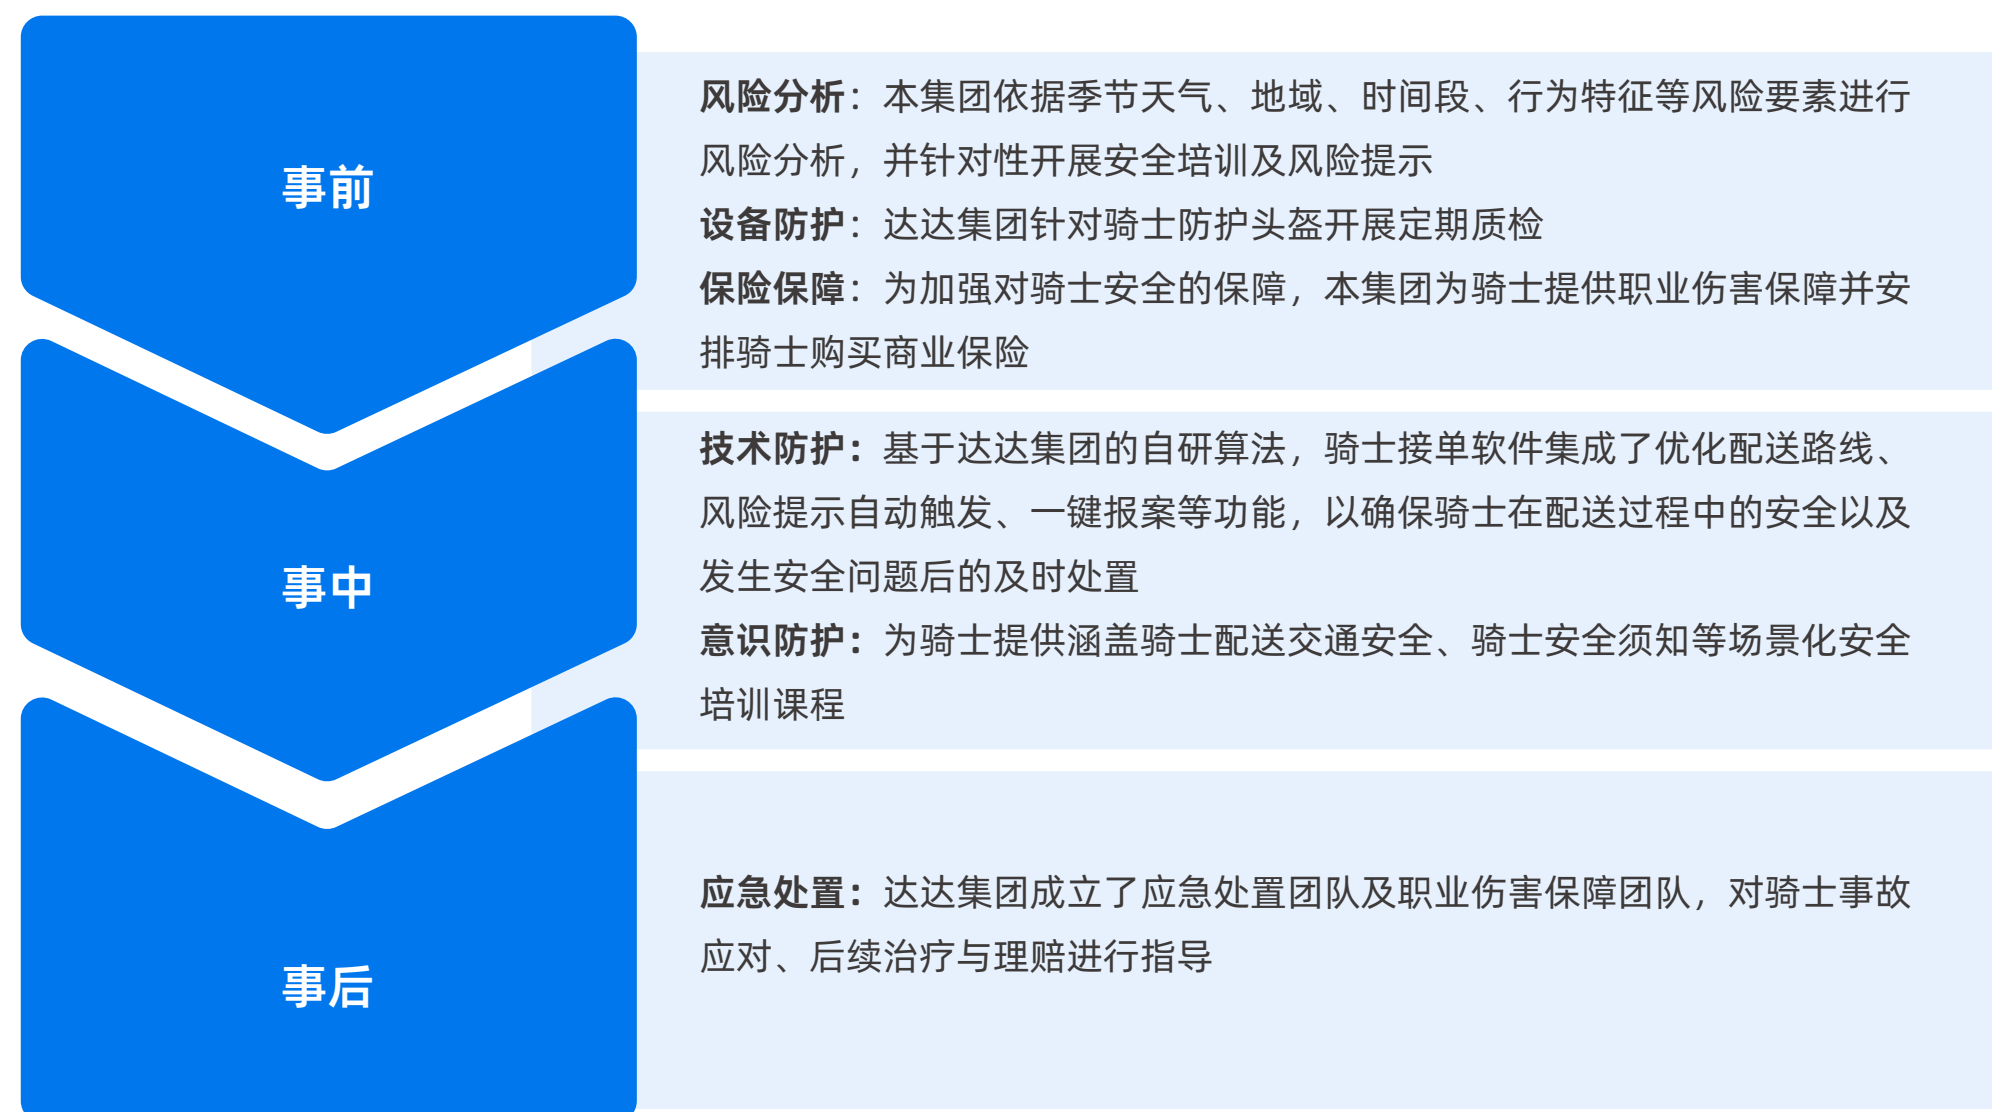 事前
风险分析：本集团依据季节天气、地域、时间段、行为特征等风险要素进行
风险分析，并针对性开展安全培训及风险提示
设备防护：达达集团针对骑士防护头盔开展定期质检
保险保障：为加强对骑士安全的保障，本集团为骑士提供职业伤害保障并安
排骑士购买商业保险
事中
技术防护：基于达达集团的自研算法，骑士接单软件集成了优化配送路线、
风险提示自动触发、一键报案等功能，以确保骑士在配送过程中的安全以及
发生安全问题后的及时处置
意识防护：为骑士提供涵盖骑士配送交通安全、骑士安全须知等场景化安全
培训课程
事后
应急处置：达达集团成立了应急处置团队及职业伤害保障团队，对骑士事故
应对、后续治疗与理赔进行指导